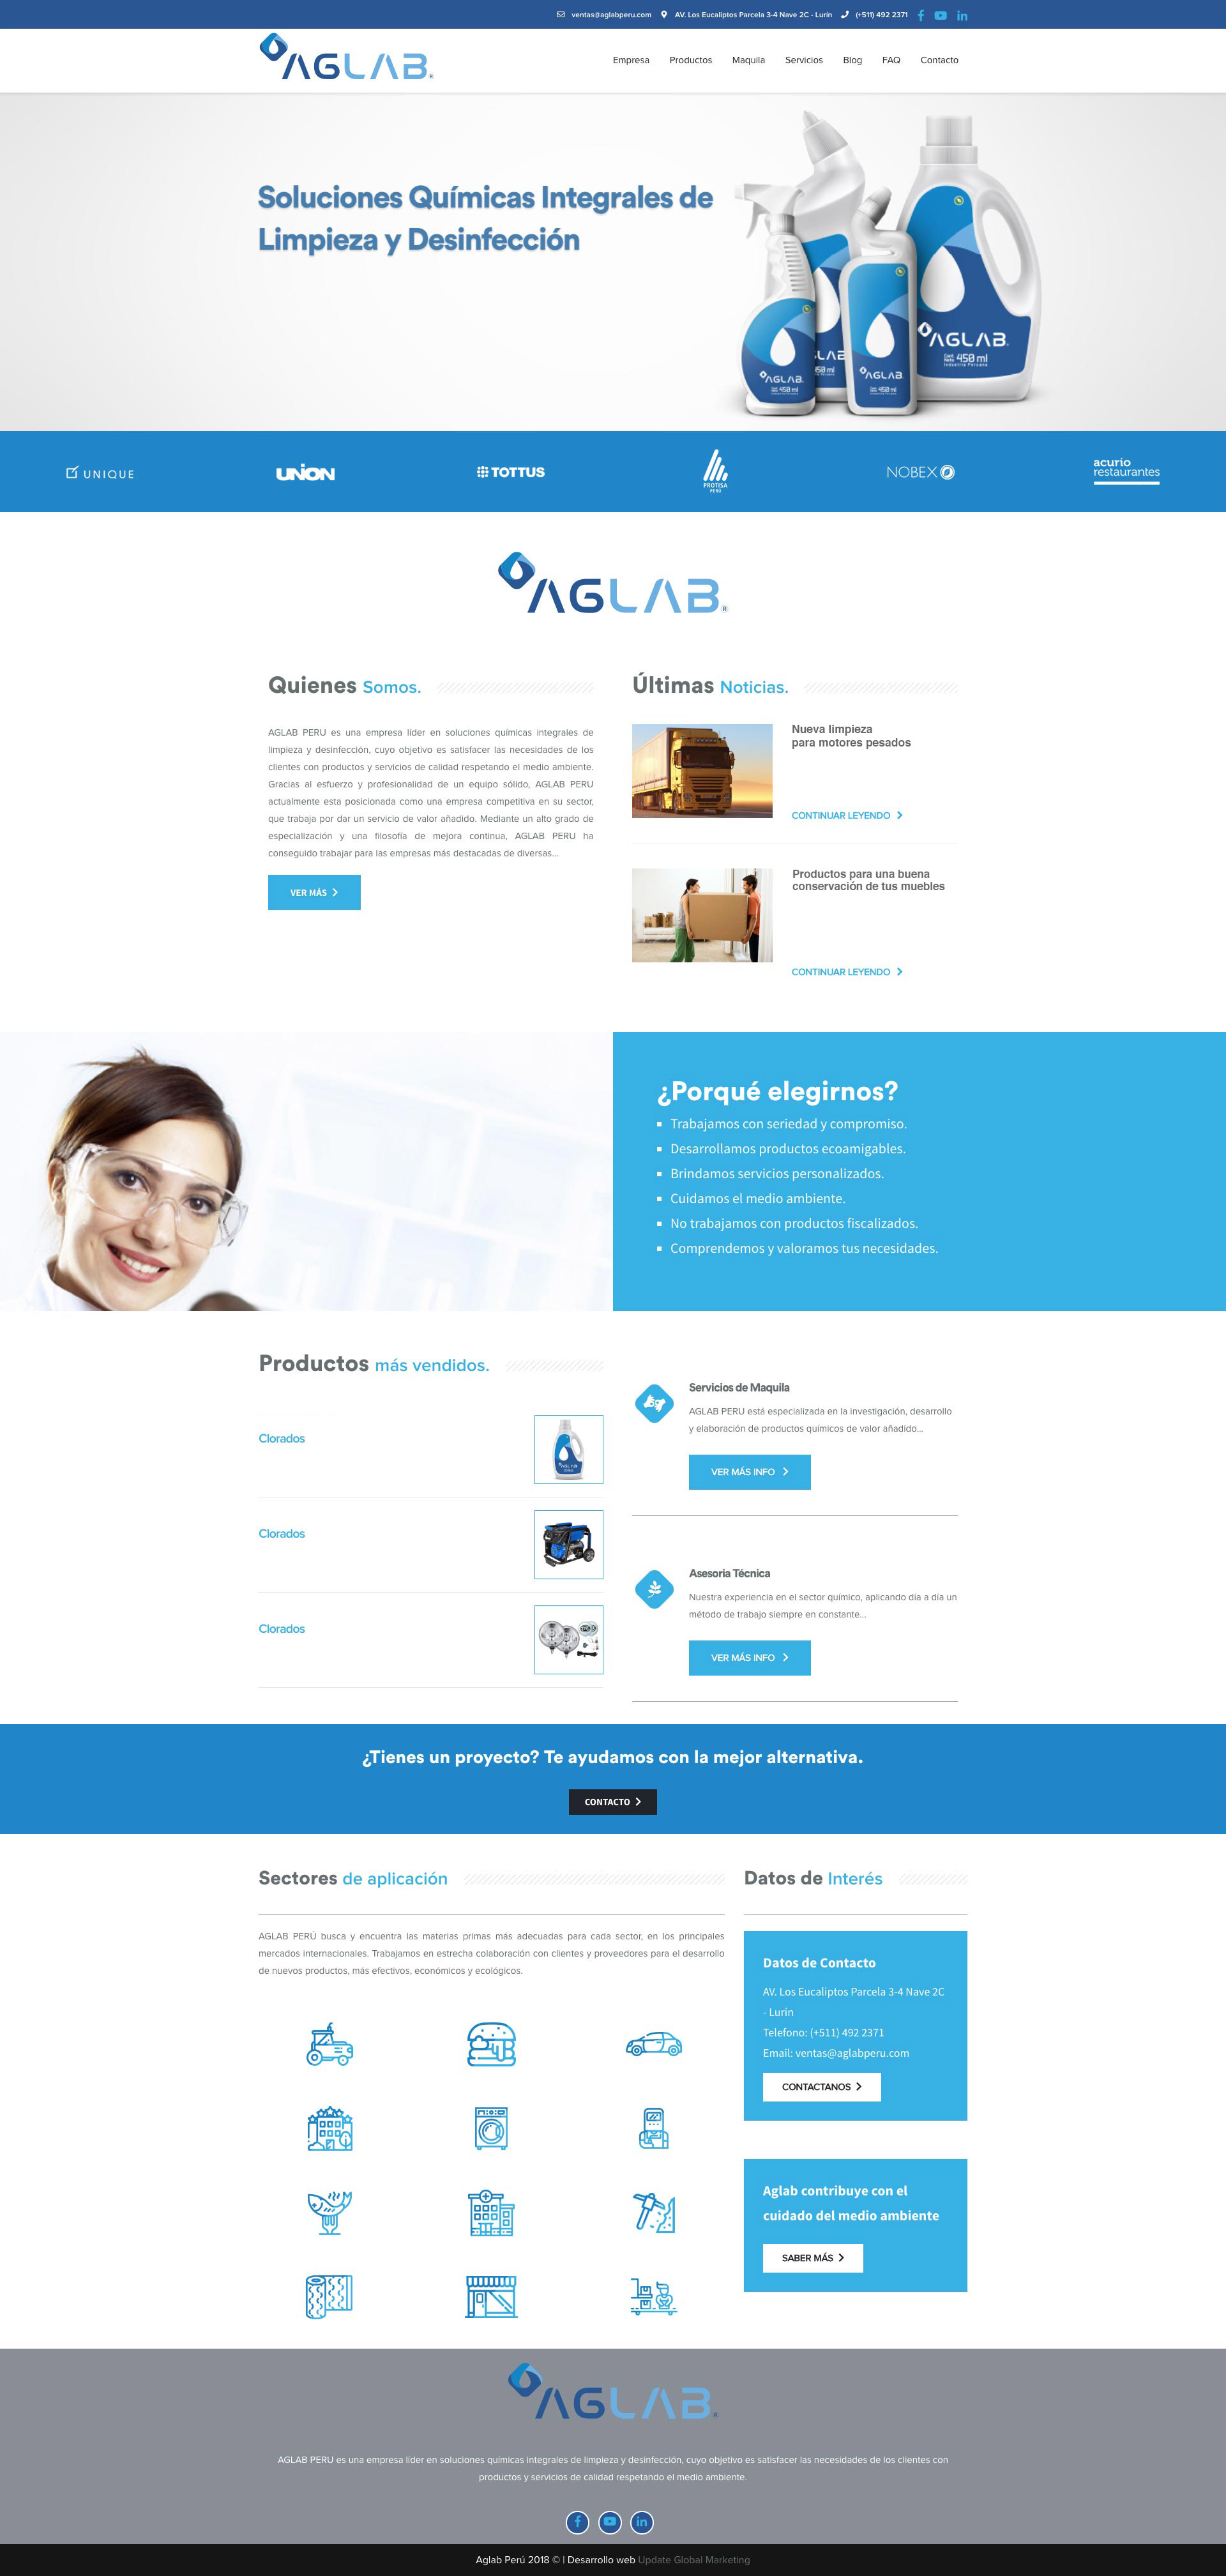 ventas@aglabperu.com AV. Los Eucaliptos Parcela 3-4 Nave 2C - Lurín (+511) 492 2371
AGLAB®
Empresa Productos Maquila Servicios Blog FAQ Contacto
Soluciones Químicas Integrales de
Limpieza y Desinfección
AGLAB
Cont. Neto 450 ml
Industria Peruana
LAB
50 ml
AGLAB
450 ml
AGLAB
450 ml
UNIQUE
UNION
TOTTUS
PROTISA
PERÚ
NOBEX
acurio
restaurantes
AGLAB®
Quienes Somos.
AGLAB PERU es una empresa líder en soluciones químicas integrales de
limpieza y desinfección, cuyo objetivo es satisfacer las necesidades de los
clientes con productos y servicios de calidad respetando el medio ambiente.
Gracias al esfuerzo y profesionalidad de un equipo sólido, AGLAB PERU
actualmente esta posicionada como una empresa competitiva en su sector,
que trabaja por dar un servicio de valor añadido. Mediante un alto grado de
especialización y una filosofía de mejora continua, AGLAB PERU ha
conseguido trabajar para las empresas más destacadas de diversas...
VER MÁS
Últimas Noticias.
Nueva limpieza
para motores pesados
CONTINUAR LEYENDO
Productos para una buena
conservación de tus muebles
CONTINUAR LEYENDO
¿Porqué elegirnos?
Trabajamos con seriedad y compromiso.
Desarrollamos productos ecoamigables.
Brindamos servicios personalizados.
Cuidamos el medio ambiente.
No trabajamos con productos fiscalizados.
Comprendemos y valoramos tus necesidades.
Productos más vendidos.
Clorados
AGLAB
Clorados
Clorados
Servicios de Maquila
AGLAB PERU está especializada en la investigación, desarrollo
y elaboración de productos químicos de valor añadido...
VER MÁS INFO
Asesoria Técnica
Nuestra experiencia en el sector químico, aplicando día a día un
método de trabajo siempre en constante...
VER MÁS INFO
¿Tienes un proyecto? Te ayudamos con la mejor alternativa.
CONTACTO
Sectores de aplicación
AGLAB PERÚ busca y encuentra las materias primas más adecuadas para cada sector, en los principales
mercados internacionales. Trabajamos en estrecha colaboración con clientes y proveedores para el desarrollo
de nuevos productos, más efectivos, económicos y ecológicos.
Datos de Interés
Datos de Contacto
AV. Los Eucaliptos Parcela 3-4 Nave 2C
- Lurín
Telefono: (+511) 492 2371
Email: ventas@aglabperu.com
CONTACTANOS
Aglab contribuye con el
cuidado del medio ambiente
SABER MÁS
AGLAB®
AGLAB PERU es una empresa líder en soluciones químicas integrales de limpieza y desinfección, cuyo objetivo es satisfacer las necesidades de los clientes con
productos y servicios de calidad respetando el medio ambiente.
Aglab Perú 2018 © | Desarrollo web Update Global Marketing